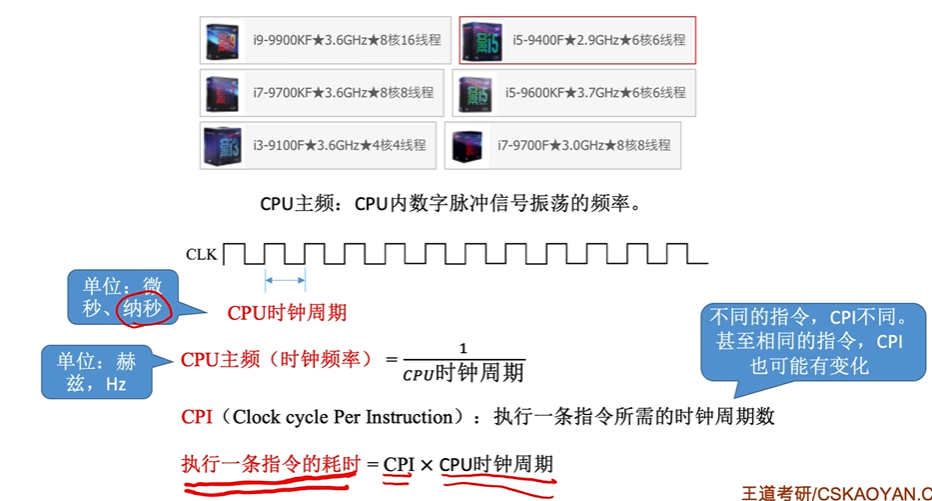 i9-9900KF★3.6GHz★8核16线程
i5-9400F★2.9GHz★6核6线程
i7-9700KF★3.6GHz★8核8线程
i5-9600KF★3.7GHz★6核6线程
i3-9100F★3.6GHz★4核4线程
i7-9700F★3.0GHz★8核8线程
CPU主频：CPU内数字脉冲信号振荡的频率。
CLK
单位：微
秒、纳秒
CPU时钟周期
单位：赫
兹，Hz
CPU主频（时钟频率）= 1
CPU时钟周期
不同的指令，CPI不同。
甚至相同的指令，CPI
也可能有变化
CPI（Clock cycle Per Instruction）：执行一条指令所需的时钟周期数
执行一条指令的耗时 = CPI × CPU时钟周期
王道考研/CSKAOYAN.C